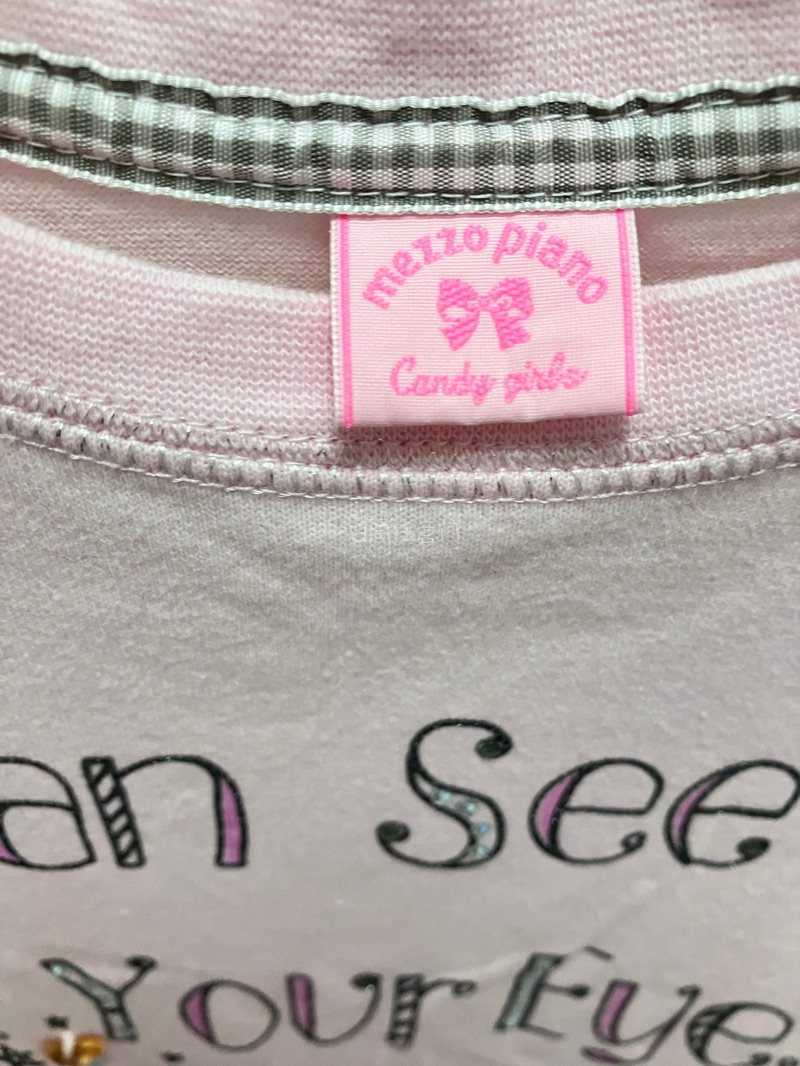 mezzo piano
Candy girls
an See
Your Eye